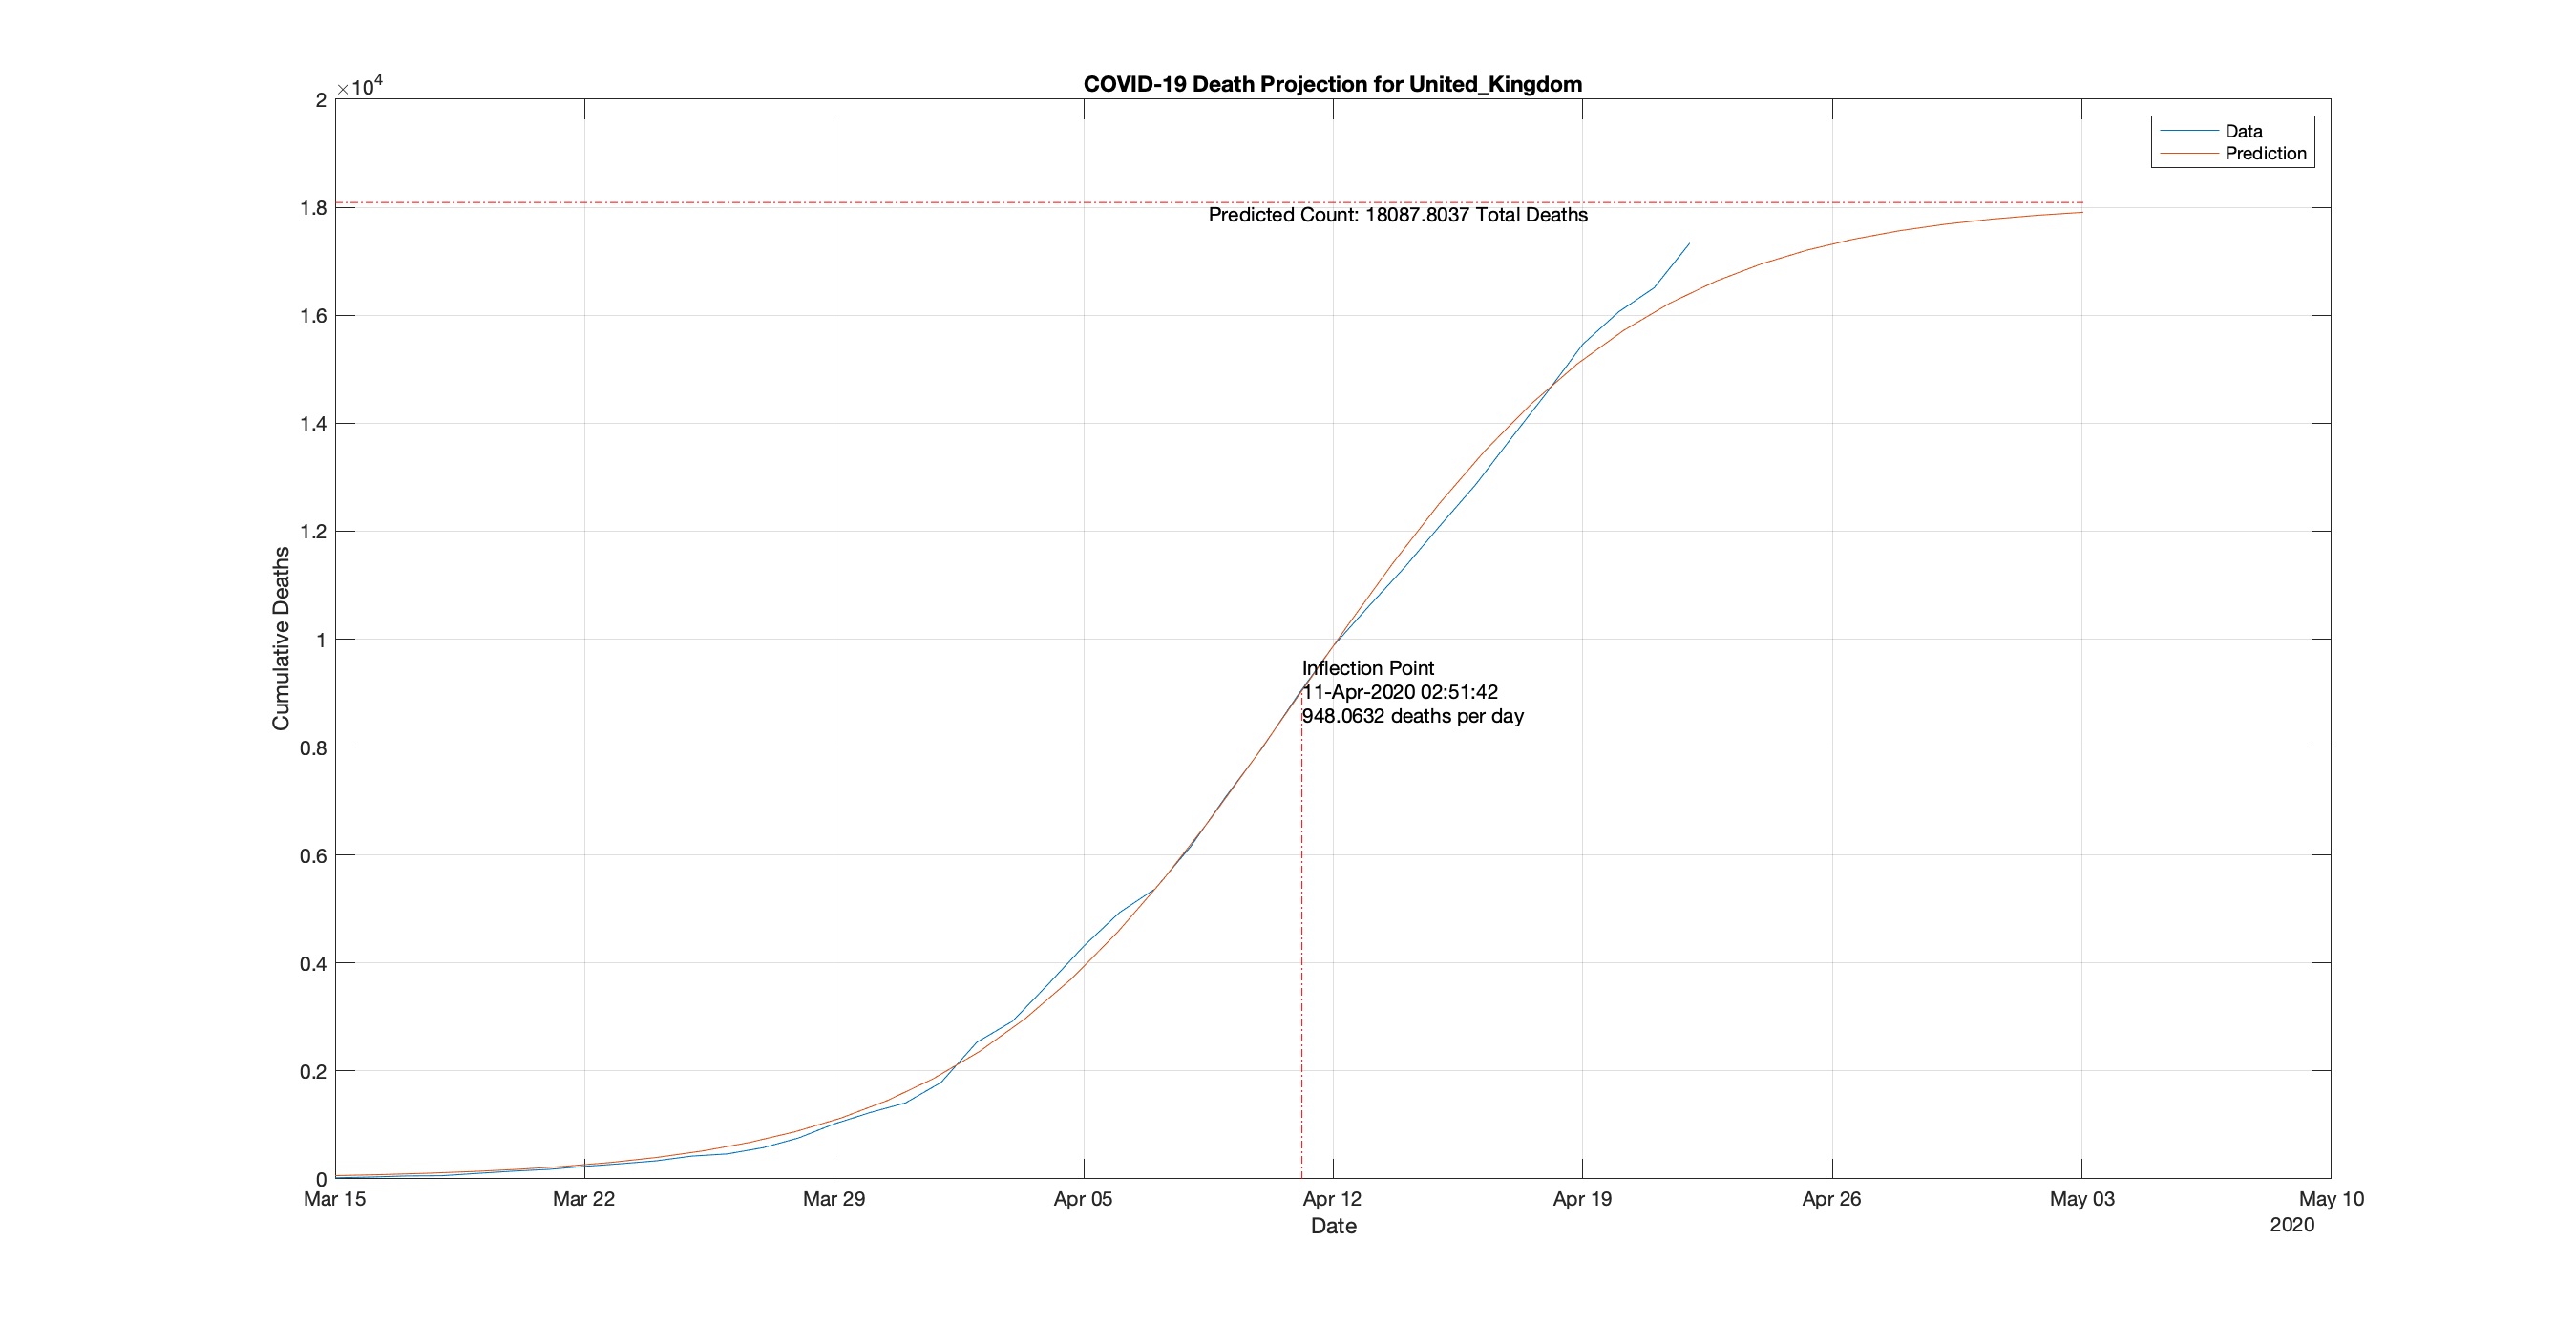 COVID-19 Death Projection for United_Kingdom
×10⁴
2
1.8
1.6
1.4
1.2
1
0.8
0.6
0.4
0.2
0
Cumulative Deaths
Data
Prediction
Predicted Count: 18087.8037 Total Deaths
Inflection Point
11-Apr-2020 02:51:42
948.0632 deaths per day
Mar 15 Mar 22 Mar 29 Apr 05 Apr 12 Apr 19 Apr 26 May 03 May 10
Date
2020